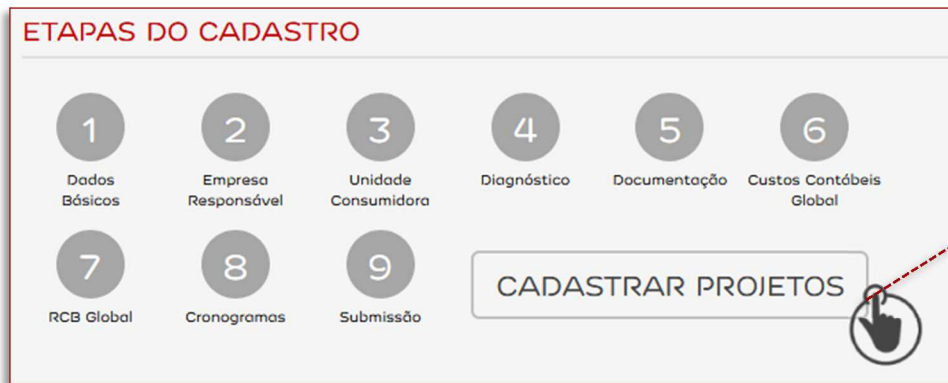 ETAPAS DO CADASTRO
1 2 3 4 5 6
Dados Básicos
Empresa Responsável
Unidade Consumidora
Diagnóstico
Documentação
Custos Contábeis Global
7 8 9
RCB Global
Cronogramas
Submissão
CADASTRAR PROJETOS